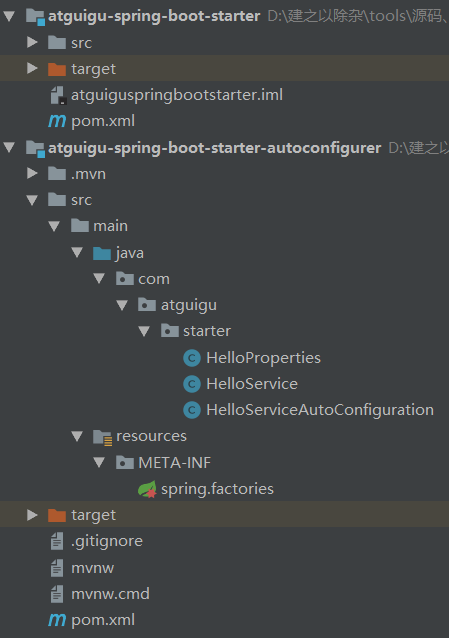 atguigu-spring-boot-starter D:\建之以除杂\tools\源码、
src
target
atguiguspringbootstarter.iml
pom.xml
atguigu-spring-boot-starter-autoconfigurer D:\建之以
.mvn
src
main
java
com
atguigu
starter
HelloProperties
HelloService
HelloServiceAutoConfiguration
resources
META-INF
spring.factories
target
.gitignore
mvnw
mvnw.cmd
pom.xml